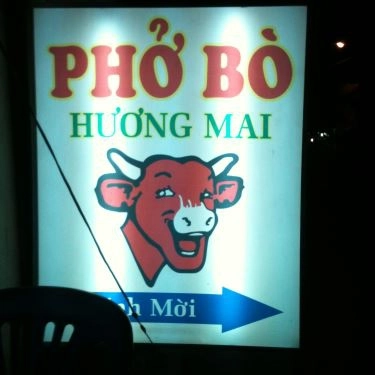 PHỞ BÒ
HƯƠNG MAI
Mời